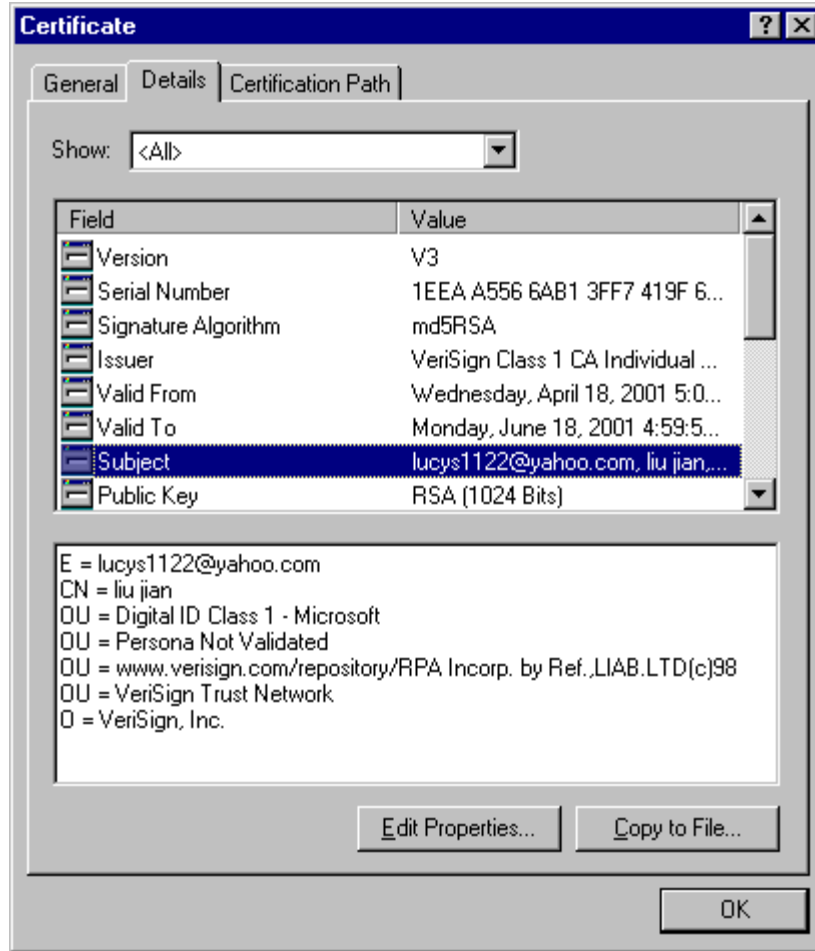 Certificate
General Details Certification Path
Show: <All>
Field Value
Version V3
Serial Number 1EEA A556 6AB1 3FF7 419F 6...
Signature Algorithm md5RSA
Issuer VeriSign Class 1 CA Individual ...
Valid From Wednesday, April 18, 2001 5:0...
Valid To Monday, June 18, 2001 4:59:5...
Subject lucys1122@yahoo.com, liu jian,...
Public Key RSA (1024 Bits)
E = lucys1122@yahoo.com
CN = liu jian
OU = Digital ID Class 1 - Microsoft
OU = Persona Not Validated
OU = www.verisign.com/repository/RPA Incorp. by Ref.,LIAB.LTD(c)98
OU = VeriSign Trust Network
O = VeriSign, Inc.
Edit Properties... Copy to File...
OK